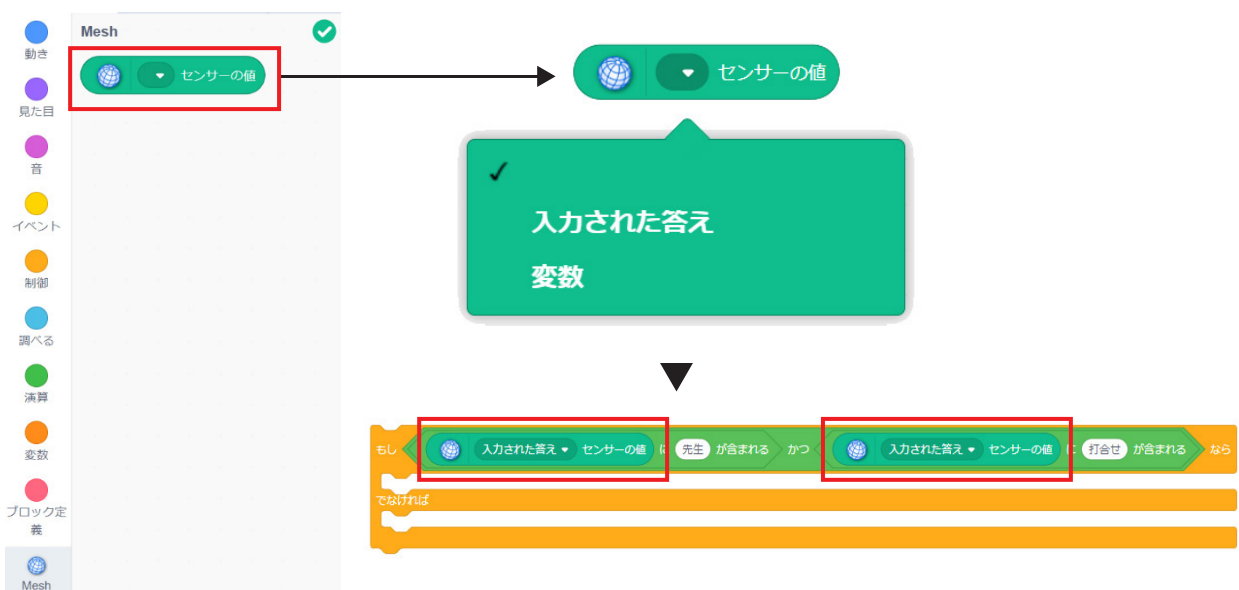 動き
見た目
音
イベント
制御
調べる
演算
変数
ブロック定
義
Mesh
Mesh
センサーの値
センサーの値
入力された答え
変数
もし 入力された答え センサーの値 に 先生 が含まれる かつ 入力された答え センサーの値 に 打合せ が含まれる なら
でなければ